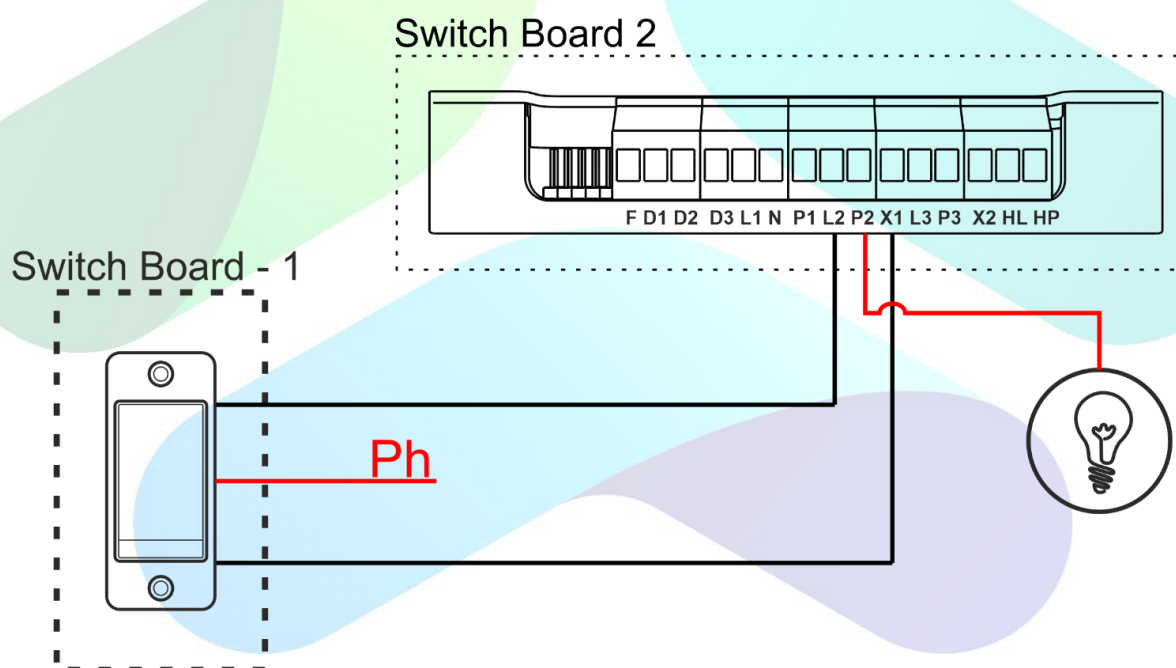 Switch Board 2
F D1 D2 D3 L1 N P1 L2 P2 X1 L3 P3 X2 HL HP
Switch Board - 1
Ph